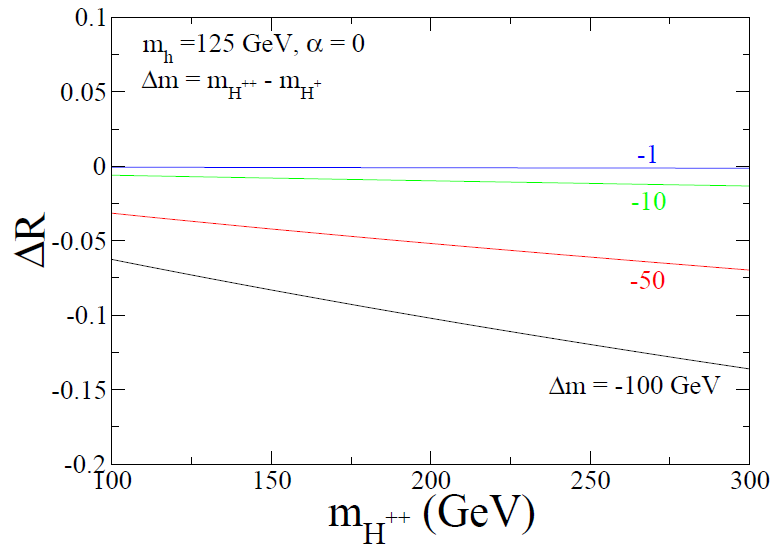 0.1
m_h =125 GeV, α = 0
Δm = m_H++ - m_H+
0.05
-1
0
-10
ΔR
-0.05
-50
-0.1
Δm = -100 GeV
-0.15
-0.2
100 150 200 250 300
m_H++ (GeV)